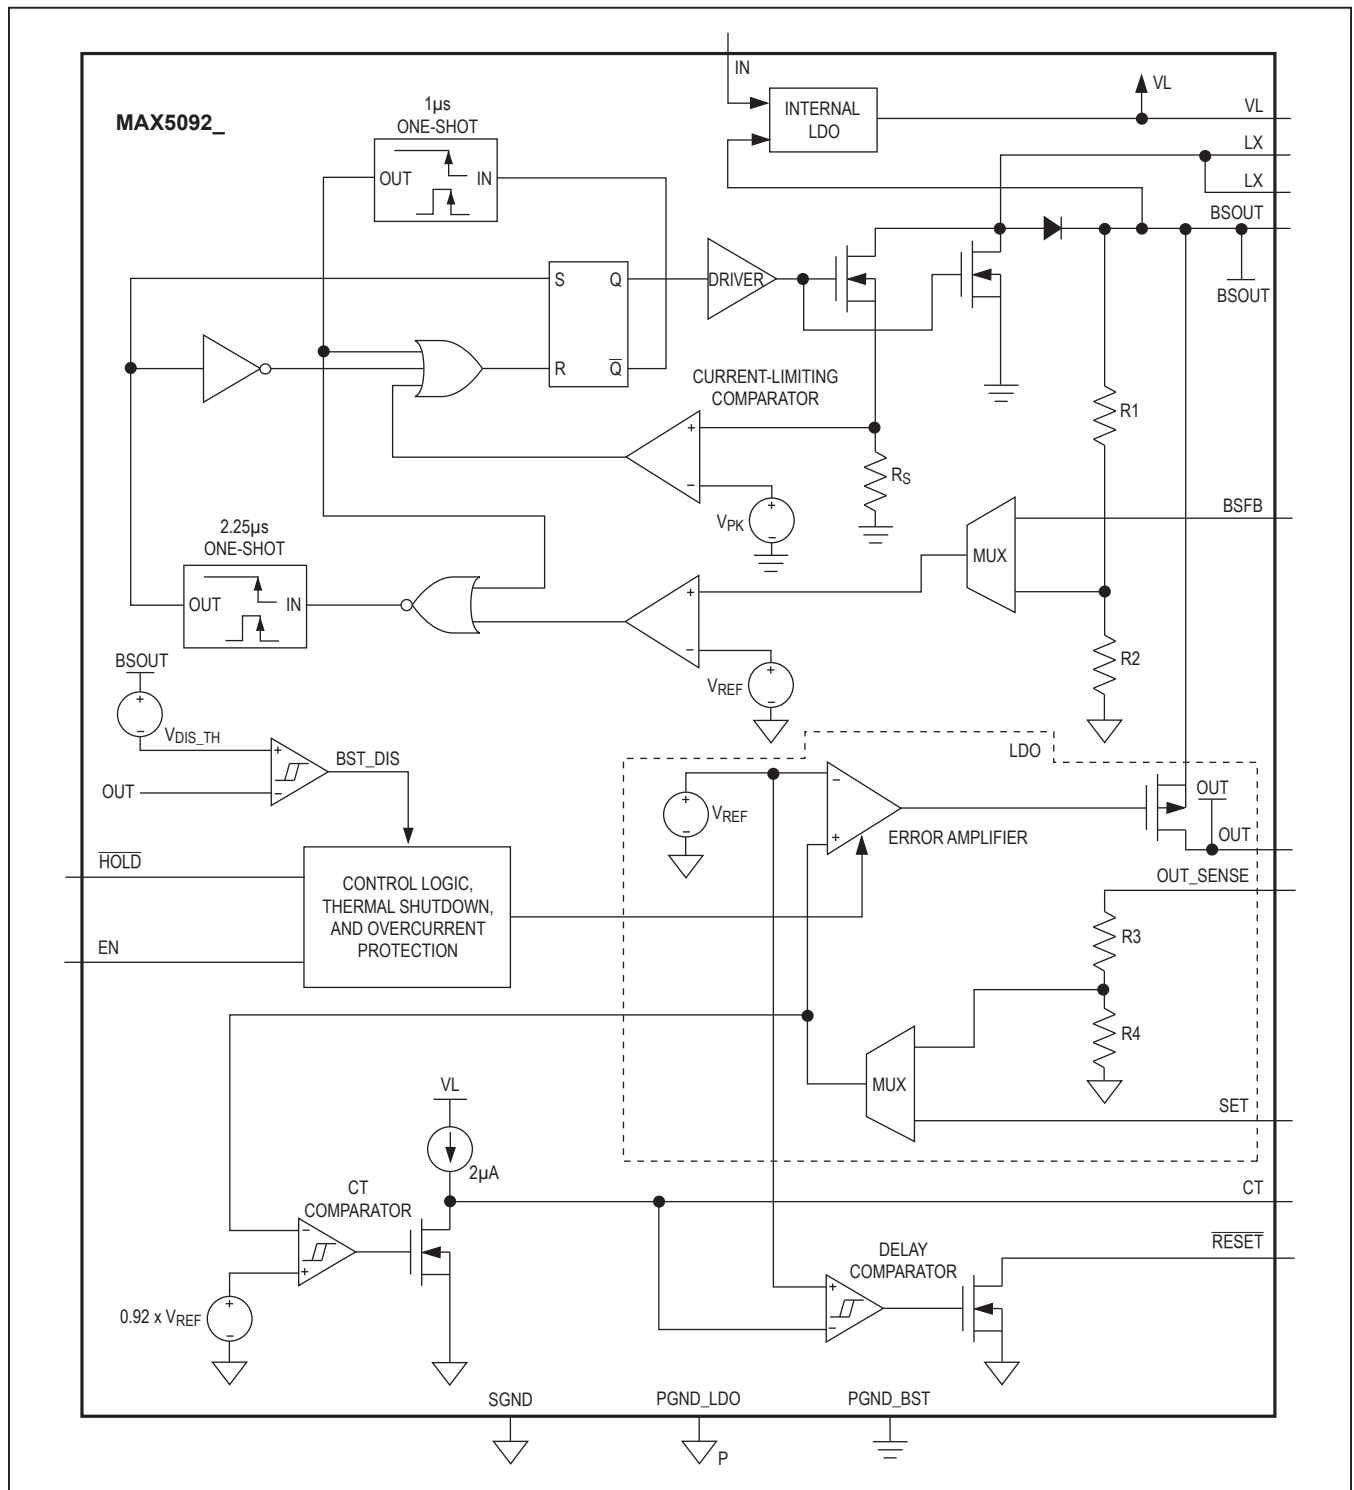 MAX5092_
IN
INTERNAL
LDO
VL
VL
LX
LX
BSOUT
BSOUT
1µs
ONE-SHOT
OUT
IN
S
Q
R
Q̅
DRIVER
CURRENT-LIMITING
COMPARATOR
+
−
VPK
RS
R1
MUX
BSFB
2.25µs
ONE-SHOT
OUT
IN
+
−
VREF
R2
BSOUT
+
−
VDIS_TH
+
−
OUT
BST_DIS
LDO
VREF
+
−
−
+
ERROR AMPLIFIER
OUT
OUT
OUT_SENSE
H̅O̅L̅D̅
EN
CONTROL LOGIC,
THERMAL SHUTDOWN,
AND OVERCURRENT
PROTECTION
R3
R4
MUX
SET
VL
2µA
CT
COMPARATOR
−
+
0.92 x VREF
+
−
CT
DELAY
COMPARATOR
+
−
R̅E̅S̅E̅T̅
SGND
PGND_LDO
P
PGND_BST